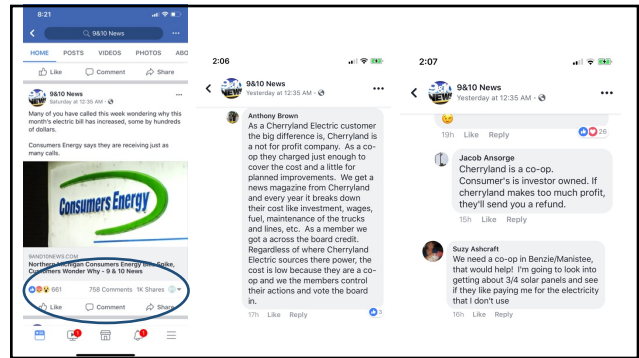 8:21
9&10 News
HOME POSTS VIDEOS PHOTOS ABO
Like Comment Share
9&10 News
Saturday at 12:35 AM
Many of you have called this week wondering why this
month's electric bill has increased, some by hundreds
of dollars.
Consumers Energy says they are receiving just as
many calls.
Consumers Energy
9AND10NEWS.COM
Northern Michigan Consumers Energy Bills Spike,
Customers Wonder Why - 9 & 10 News
661 758 Comments 1K Shares
Like Comment Share
1
1
2:06
9&10 News
Yesterday at 12:35 AM
Anthony Brown
As a Cherryland Electric customer
the big difference is, Cherryland is
a not for profit company. As a co-
op they charged just enough to
cover the cost and a little for
planned improvements. We get a
news magazine from Cherryland
and every year it breaks down
their cost like investment, wages,
fuel, maintenance of the trucks
and lines, etc. As a member we
got a across the board credit.
Regardless of where Cherryland
Electric sources there power, the
cost is low because they are a co-
op and we the members control
their actions and vote the board
in.
17h Like Reply 3
2:07
9&10 News
Yesterday at 12:35 AM
19h Like Reply 26
Jacob Ansorge
Cherryland is a co-op.
Consumer's is investor owned. If
cherryland makes too much profit,
they'll send you a refund.
15h Like Reply
Suzy Ashcraft
We need a co-op in Benzie/Manistee,
that would help! I'm going to look into
getting about 3/4 solar panels and see
if they like paying me for the electricity
that I don't use
16h Like Reply